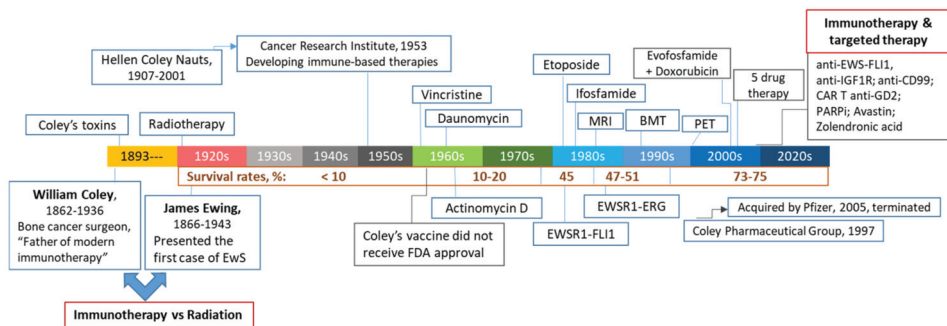 Hellen Coley Nauts,
1907-2001
Cancer Research Institute, 1953
Developing immune-based therapies
Immunotherapy &
targeted therapy
anti-EWS-FLI1,
anti-IGF1R; anti-CD99;
CAR T anti-GD2;
PARPi; Avastin;
Zolendronic acid
Evofosfamide
+ Doxorubicin
5 drug
therapy
Etoposide
Ifosfamide
Vincristine
Daunomycin
MRI
BMT
PET
Coley's toxins
Radiotherapy
1893---
1920s
1930s
1940s
1950s
1960s
1970s
1980s
1990s
2000s
2020s
Survival rates, %:
< 10
10-20
45
47-51
73-75
William Coley,
1862-1936
Bone cancer surgeon,
“Father of modern
immunotherapy”
James Ewing,
1866-1943
Presented the
first case of EwS
Coley's vaccine did not
receive FDA approval
Actinomycin D
EWSR1-FLI1
EWSR1-ERG
Acquired by Pfizer, 2005, terminated
Coley Pharmaceutical Group, 1997
Immunotherapy vs Radiation